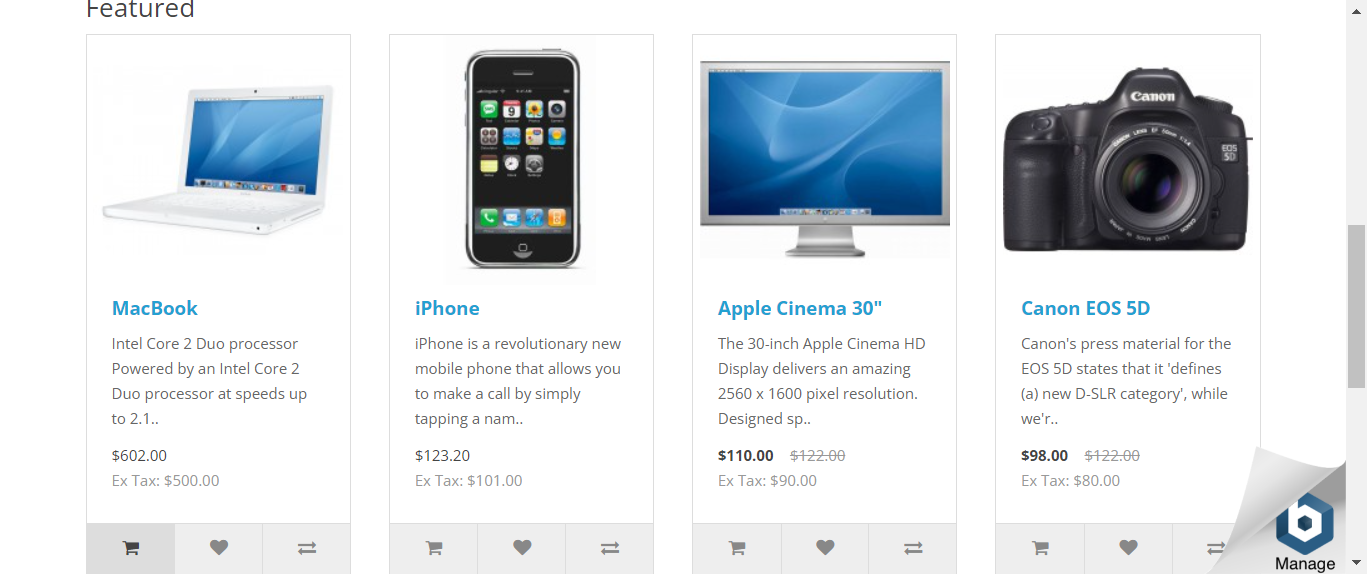 Featured
Canon
EOS
5D
MacBook
iPhone
Apple Cinema 30"
Canon EOS 5D
Intel Core 2 Duo processor
Powered by an Intel Core 2
Duo processor at speeds up
to 2.1..
iPhone is a revolutionary new
mobile phone that allows you
to make a call by simply
tapping a nam..
The 30-inch Apple Cinema HD
Display delivers an amazing
2560 x 1600 pixel resolution.
Designed sp..
Canon's press material for the
EOS 5D states that it 'defines
(a) new D-SLR category', while
we'r..
$602.00
Ex Tax: $500.00
$123.20
Ex Tax: $101.00
$110.00 $122.00
Ex Tax: $90.00
$98.00 $122.00
Ex Tax: $80.00
Manage